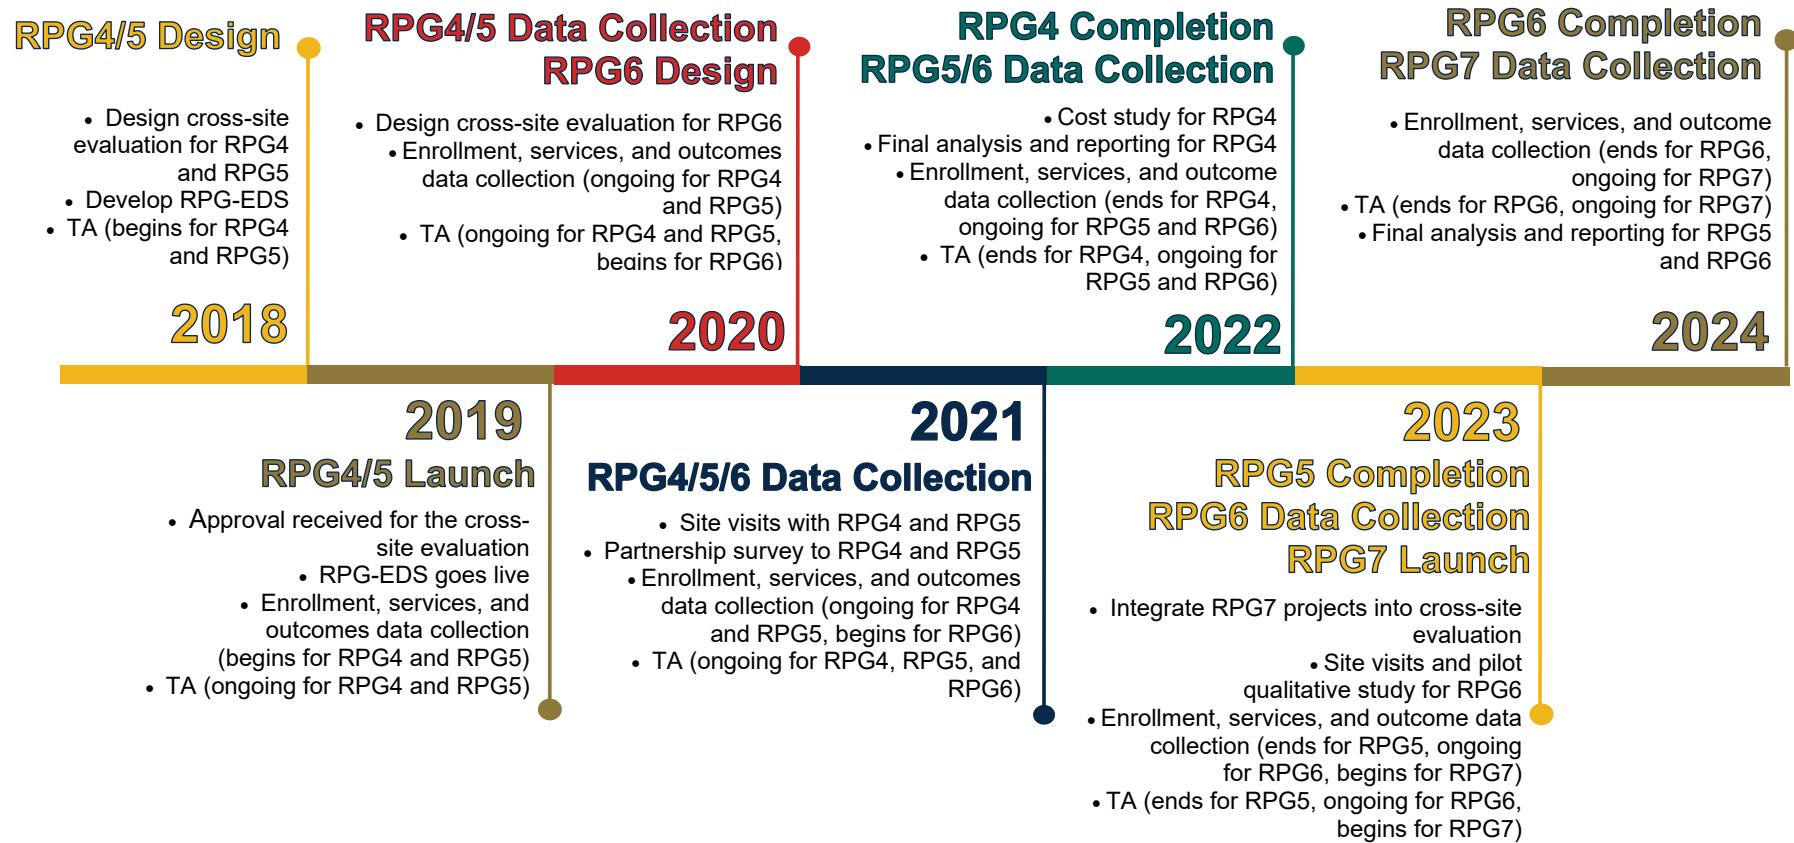 RPG4/5 Design
• Design cross-site
evaluation for RPG4
and RPG5
• Develop RPG-EDS
• TA (begins for RPG4
and RPG5)
2018
RPG4/5 Data Collection
RPG6 Design
• Design cross-site evaluation for RPG6
• Enrollment, services, and outcomes
data collection (ongoing for RPG4
and RPG5)
• TA (ongoing for RPG4 and RPG5,
begins for RPG6)
2020
RPG4 Completion
RPG5/6 Data Collection
• Cost study for RPG4
• Final analysis and reporting for RPG4
• Enrollment, services, and outcome
data collection (ends for RPG4,
ongoing for RPG5 and RPG6)
• TA (ends for RPG4, ongoing for
RPG5 and RPG6)
2022
RPG6 Completion
RPG7 Data Collection
• Enrollment, services, and outcome
data collection (ends for RPG6,
ongoing for RPG7)
• TA (ends for RPG6, ongoing for RPG7)
• Final analysis and reporting for RPG5
and RPG6
2024
2019
RPG4/5 Launch
• Approval received for the cross-
site evaluation
• RPG-EDS goes live
• Enrollment, services, and
outcomes data collection
(begins for RPG4 and RPG5)
• TA (ongoing for RPG4 and RPG5)
2021
RPG4/5/6 Data Collection
• Site visits with RPG4 and RPG5
• Partnership survey to RPG4 and RPG5
• Enrollment, services, and outcomes
data collection (ongoing for RPG4
and RPG5, begins for RPG6)
• TA (ongoing for RPG4, RPG5, and
RPG6)
2023
RPG5 Completion
RPG6 Data Collection
RPG7 Launch
• Integrate RPG7 projects into cross-site
evaluation
• Site visits and pilot
qualitative study for RPG6
• Enrollment, services, and outcome data
collection (ends for RPG5, ongoing
for RPG6, begins for RPG7)
• TA (ends for RPG5, ongoing for RPG6,
begins for RPG7)